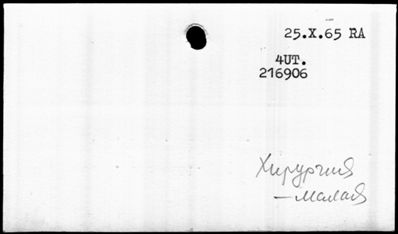 25.X.65 RA
4UT.
216906
Хирургия
— малая